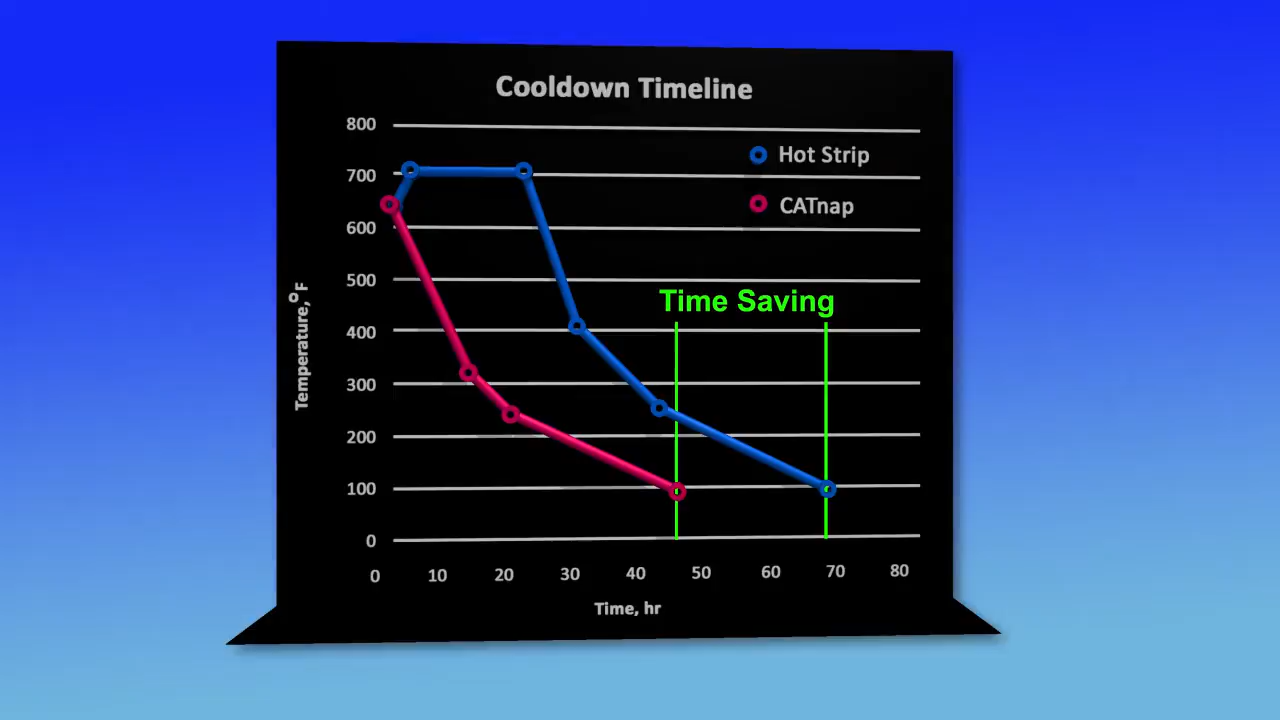 Cooldown Timeline
800
700
600
500
400
300
200
100
0
Temperature,°F
Hot Strip
CATnap
Time Saving
0 10 20 30 40 50 60 70 80
Time, hr